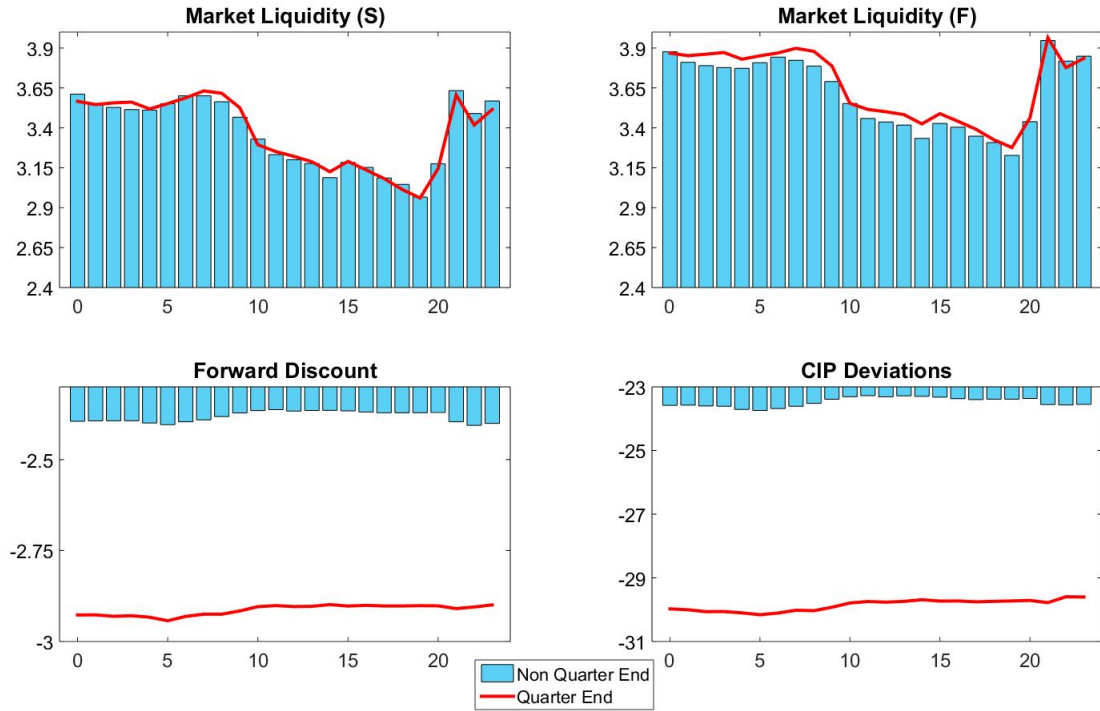 Market Liquidity (S)
3.9
3.65
3.4
3.15
2.9
2.65
2.4
0 5 10 15 20
Market Liquidity (F)
3.9
3.65
3.4
3.15
2.9
2.65
2.4
0 5 10 15 20
Forward Discount
-2.5
-2.75
-3
0 5 10 15 20
CIP Deviations
-23
-25
-27
-29
-31
0 5 10 15 20
Non Quarter End
Quarter End